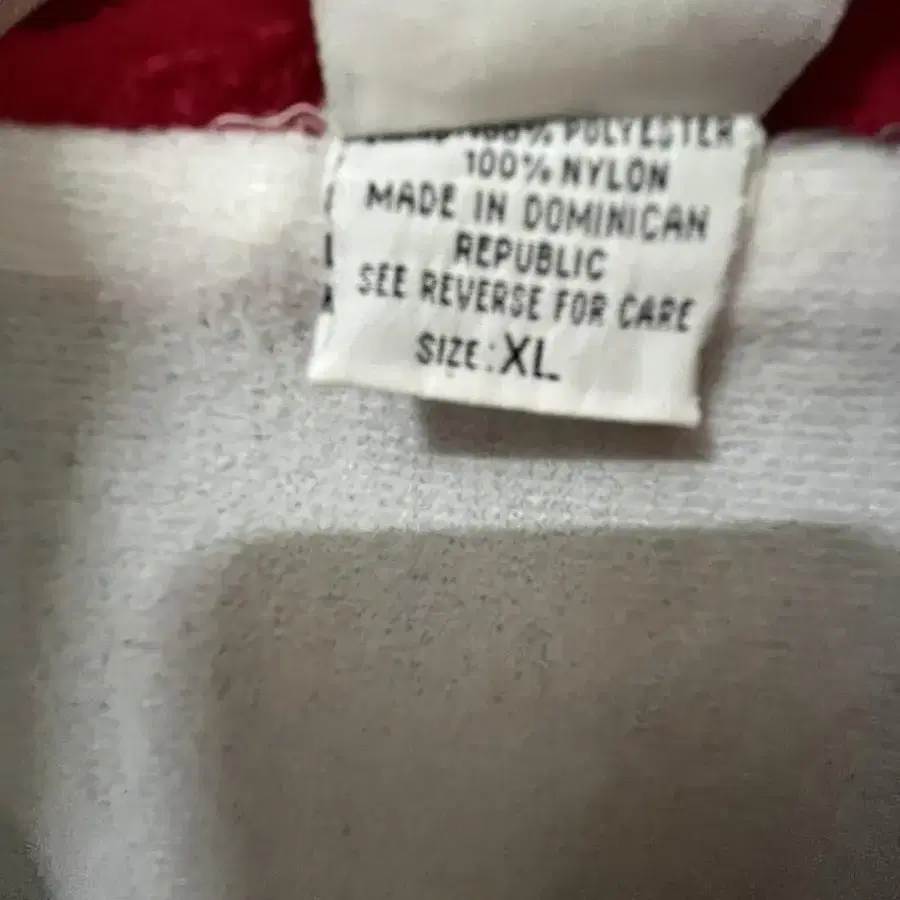 100% POLYESTER
100% NYLON
MADE IN DOMINICAN
REPUBLIC
SEE REVERSE FOR CARE
SIZE: XL